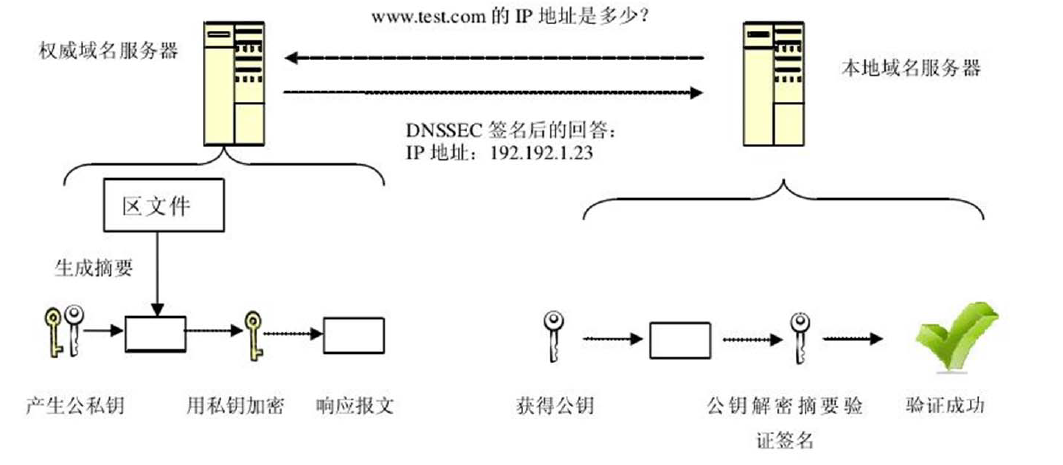 www.test.com 的 IP 地址是多少?
权威域名服务器
本地域名服务器
DNSSEC 签名后的回答:
IP 地址: 192.192.1.23
区文件
生成摘要
产生公私钥
用私钥加密
响应报文
获得公钥
公钥解密摘要验
证签名
验证成功